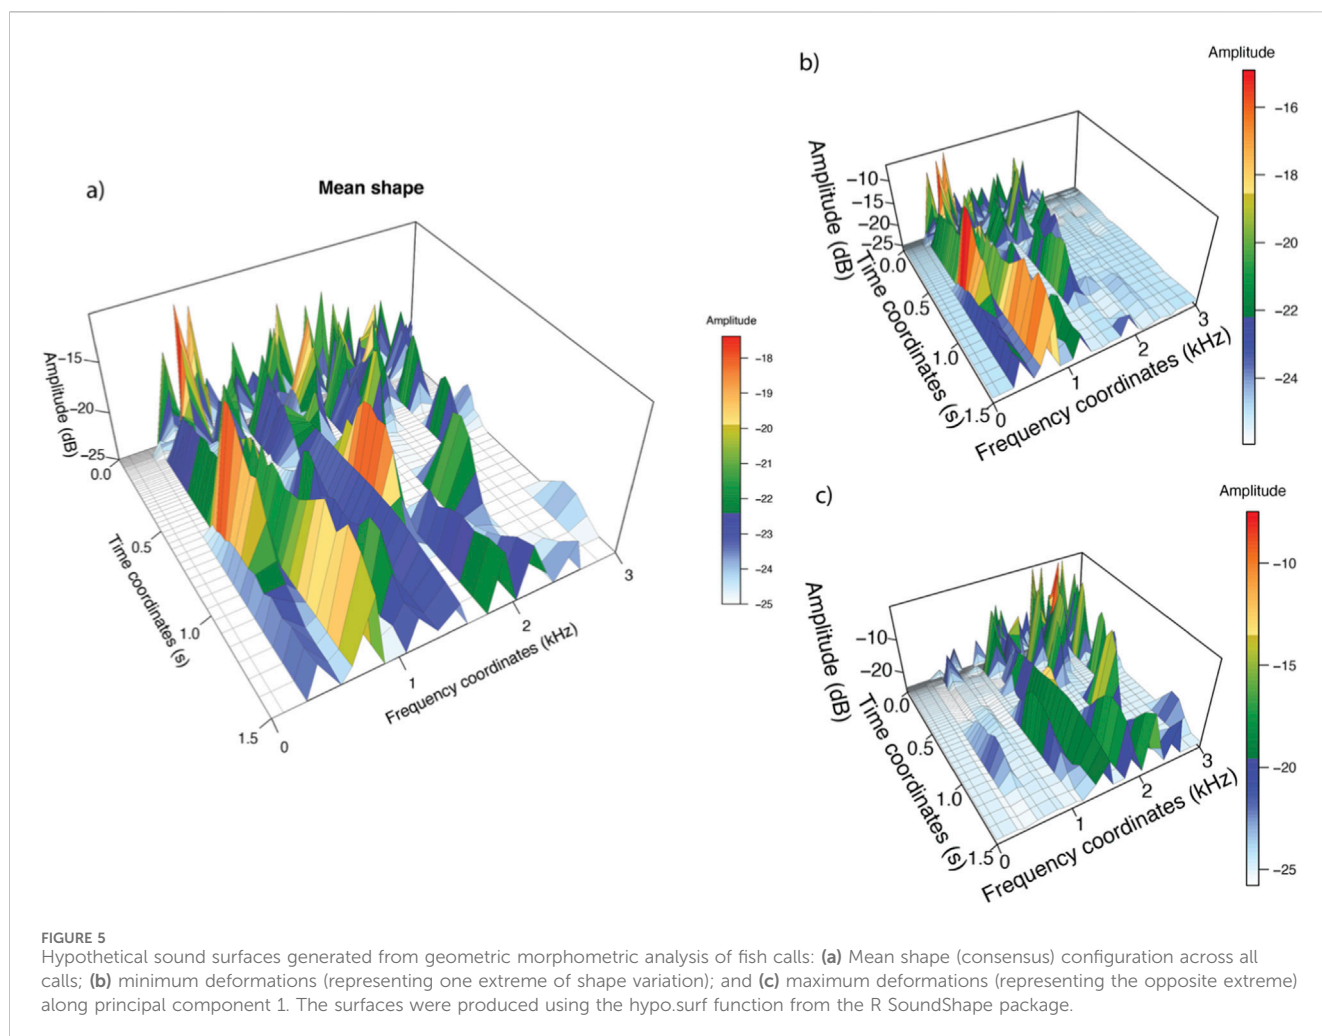 a)
Mean shape
Amplitude (dB)
−15
−20
−25
0.0
0.5
1.0
1.5
Time coordinates (s)
0
1
2
3
Frequency coordinates (kHz)
Amplitude
−18
−19
−20
−21
−22
−23
−24
−25
b)
Amplitude (dB)
−10
−15
−20
−25
0.0
0.5
1.0
1.5
Time coordinates (s)
0
1
2
3
Frequency coordinates (kHz)
Amplitude
−16
−18
−20
−22
−24
c)
Amplitude (dB)
−10
−20
0.0
0.5
1.0
1.5
Time coordinates (s)
0
1
2
3
Frequency coordinates (kHz)
Amplitude
−10
−15
−20
−25
FIGURE 5
Hypothetical sound surfaces generated from geometric morphometric analysis of fish calls: (a) Mean shape (consensus) configuration across all
calls; (b) minimum deformations (representing one extreme of shape variation); and (c) maximum deformations (representing the opposite extreme)
along principal component 1. The surfaces were produced using the hypo.surf function from the R SoundShape package.